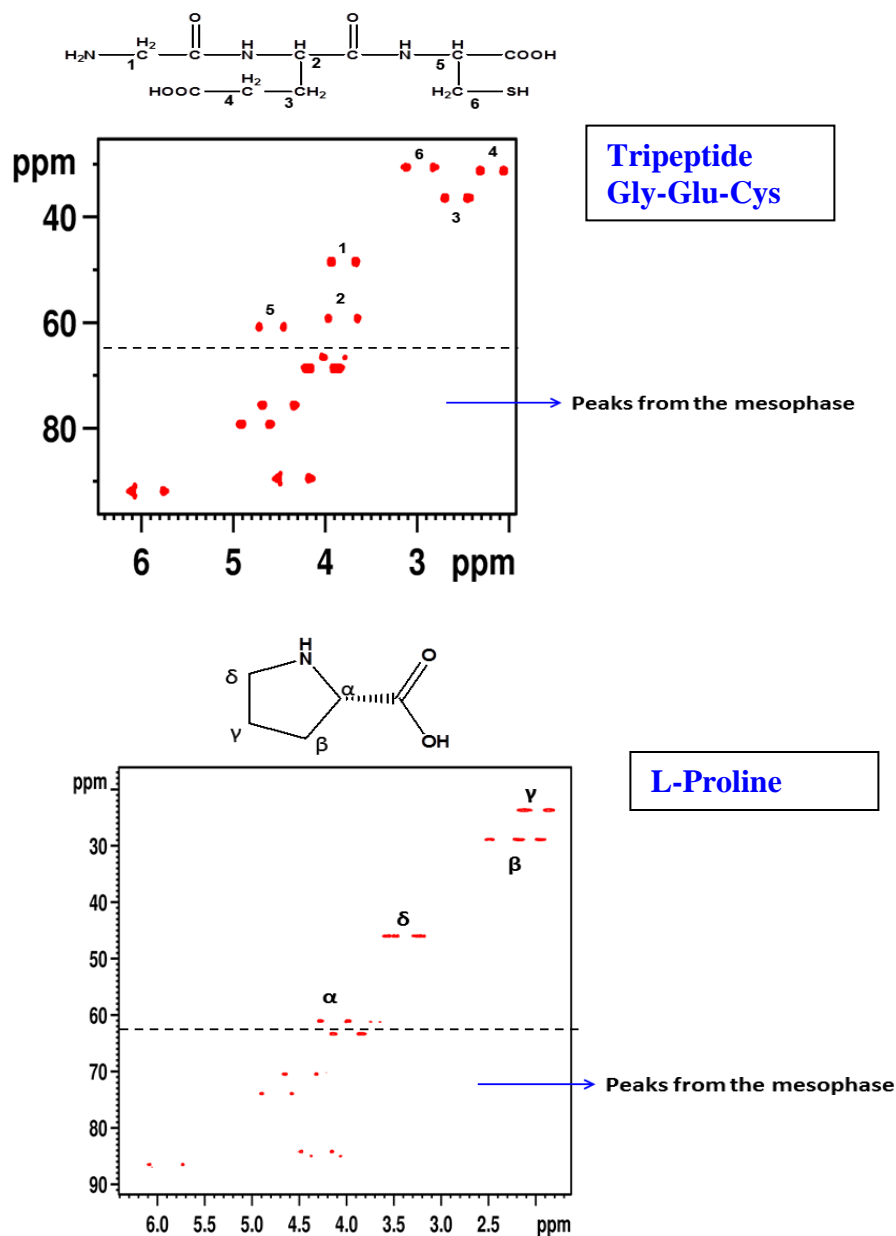 O H O H
H2 H2N C C N C C N C COOH
1 2 5
HOOC C CH2 H2C SH
H2
4 3 6
Tripeptide
Gly-Glu-Cys
ppm
6 4
3
40
1
5 2
60
80
Peaks from the mesophase
6 5 4 3 ppm
H
N O
δ α
γ β OH
L-Proline
ppm
γ
30
β
40
δ
50
α
60
70
Peaks from the mesophase
80
90
6.0 5.5 5.0 4.5 4.0 3.5 3.0 2.5 ppm